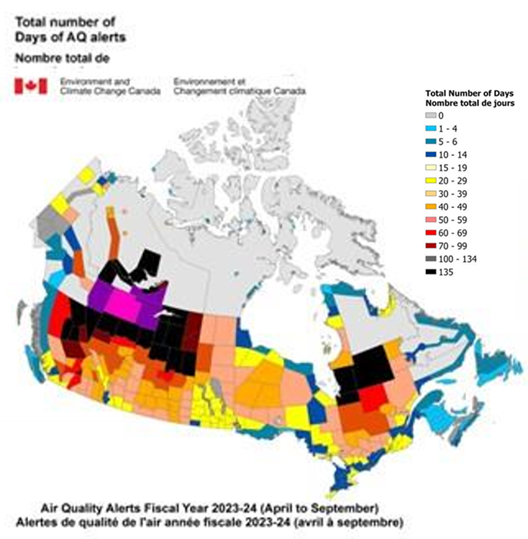 Total number of
Days of AQ alerts
Nombre total de
Environment and
Climate Change Canada
Environnement et
Changement climatique Canada
Total Number of Days
Nombre total de jours
0
1 - 4
5 - 6
10 - 14
15 - 19
20 - 29
30 - 39
40 - 49
50 - 59
60 - 69
70 - 99
100 - 134
135
Air Quality Alerts Fiscal Year 2023-24 (April to September)
Alertes de qualité de l'air année fiscale 2023-24 (avril à septembre)